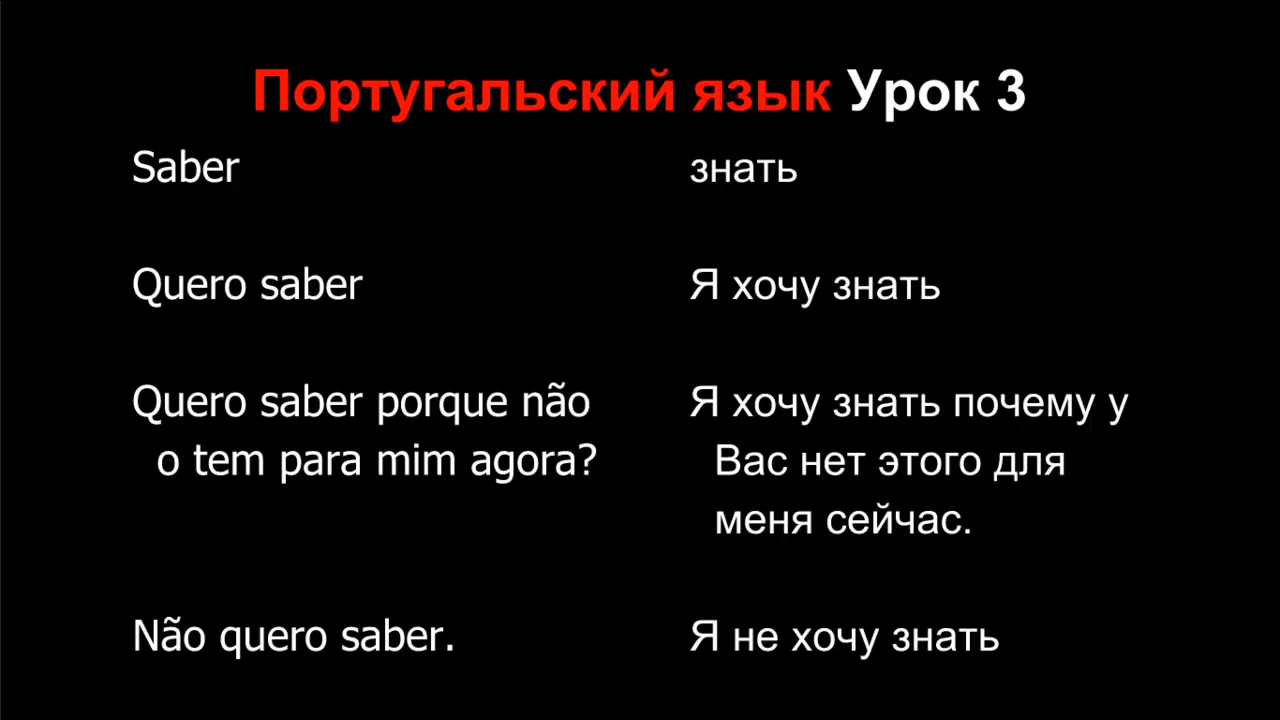 Португальский язык Урок 3
Saber
знать
Quero saber
Я хочу знать
Quero saber porque não
o tem para mim agora?
Я хочу знать почему у
Вас нет этого для
меня сейчас.
Não quero saber.
Я не хочу знать